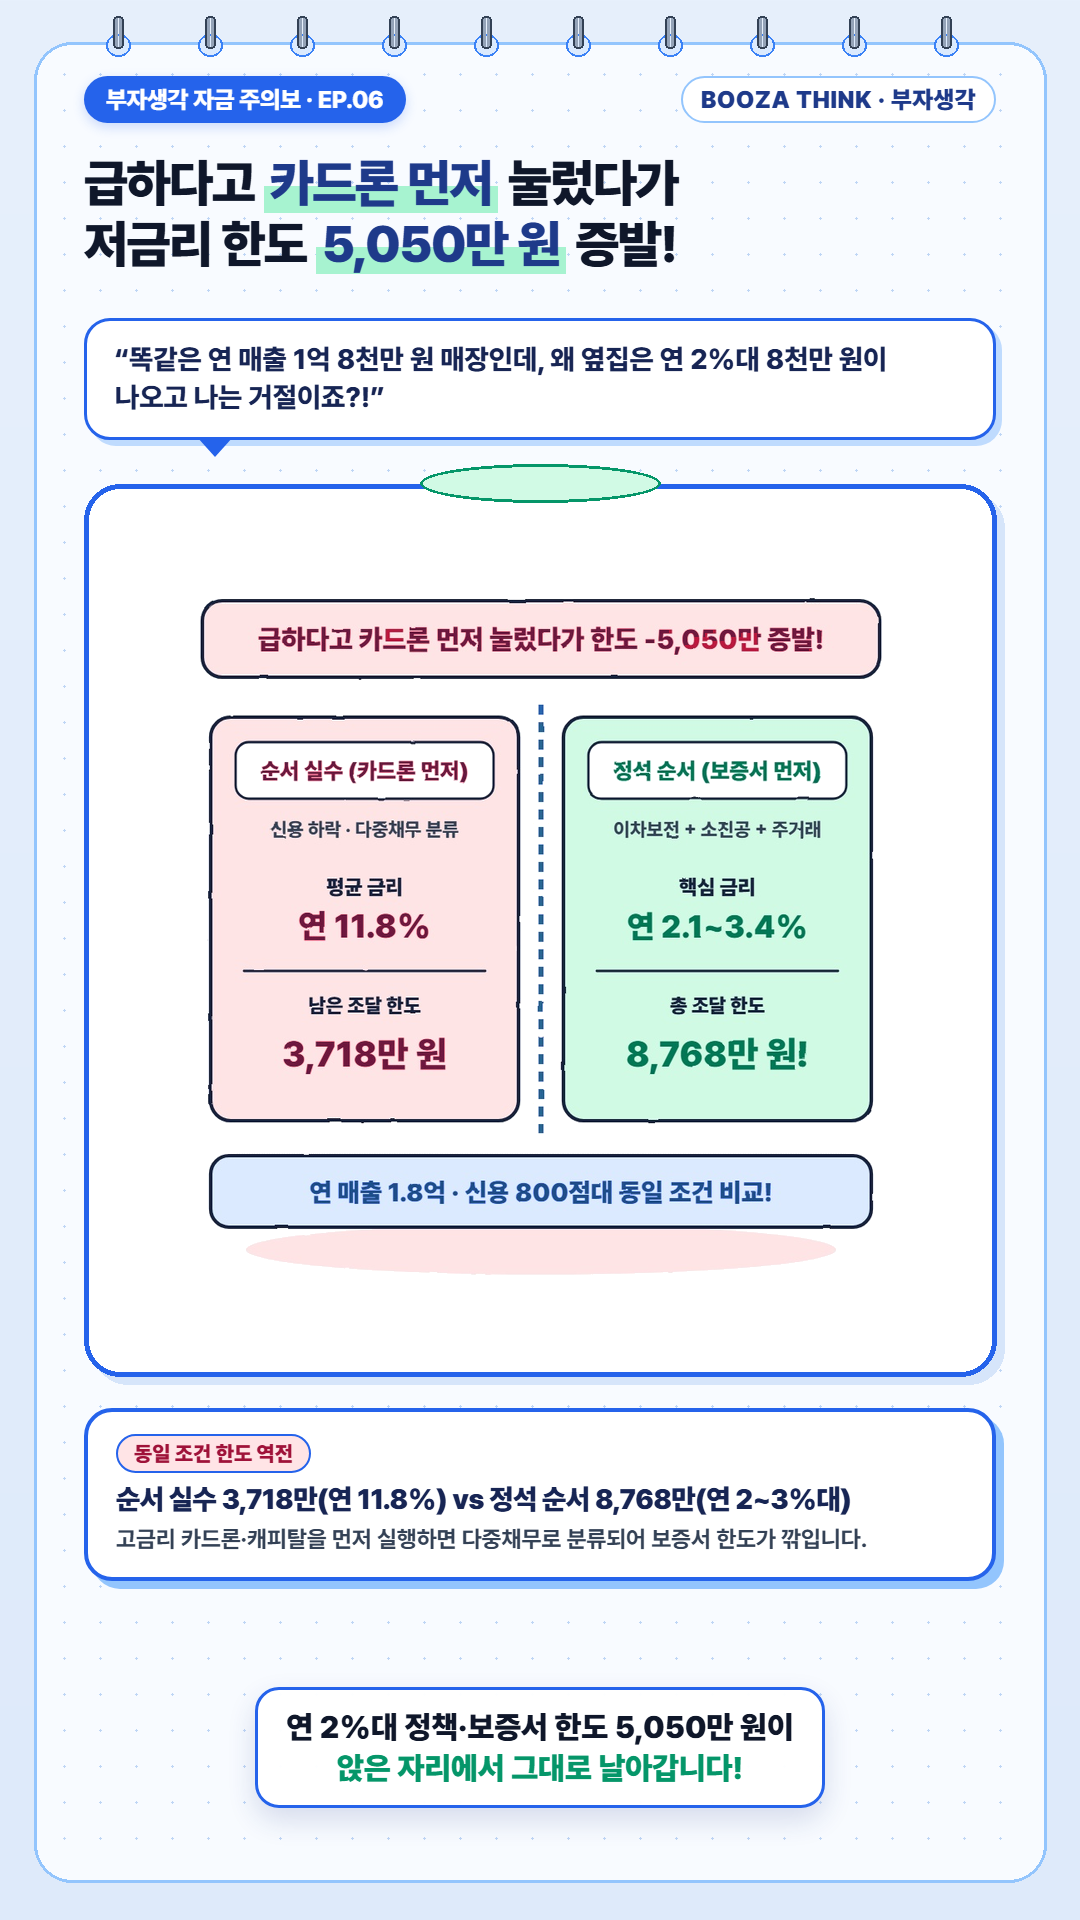 부자생각 자금 주의보 · EP.06
BOOZA THINK · 부자생각
급하다고 카드론 먼저 눌렀다가
저금리 한도 5,050만 원 증발!
“똑같은 연 매출 1억 8천만 원 매장인데, 왜 옆집은 연 2%대 8천만 원이
나오고 나는 거절이죠?!”
급하다고 카드론 먼저 눌렀다가 한도 -5,050만 증발!
순서 실수 (카드론 먼저)
신용 하락 · 다중채무 분류
평균 금리
연 11.8%
남은 조달 한도
3,718만 원
정석 순서 (보증서 먼저)
이차보전 + 소진공 + 주거래
핵심 금리
연 2.1~3.4%
총 조달 한도
8,768만 원!
연 매출 1.8억 · 신용 800점대 동일 조건 비교!
동일 조건 한도 역전
순서 실수 3,718만(연 11.8%) vs 정석 순서 8,768만(연 2~3%대)
고금리 카드론·캐피탈을 먼저 실행하면 다중채무로 분류되어 보증서 한도가 깎입니다.
연 2%대 정책·보증서 한도 5,050만 원이
앉은 자리에서 그대로 날아갑니다!